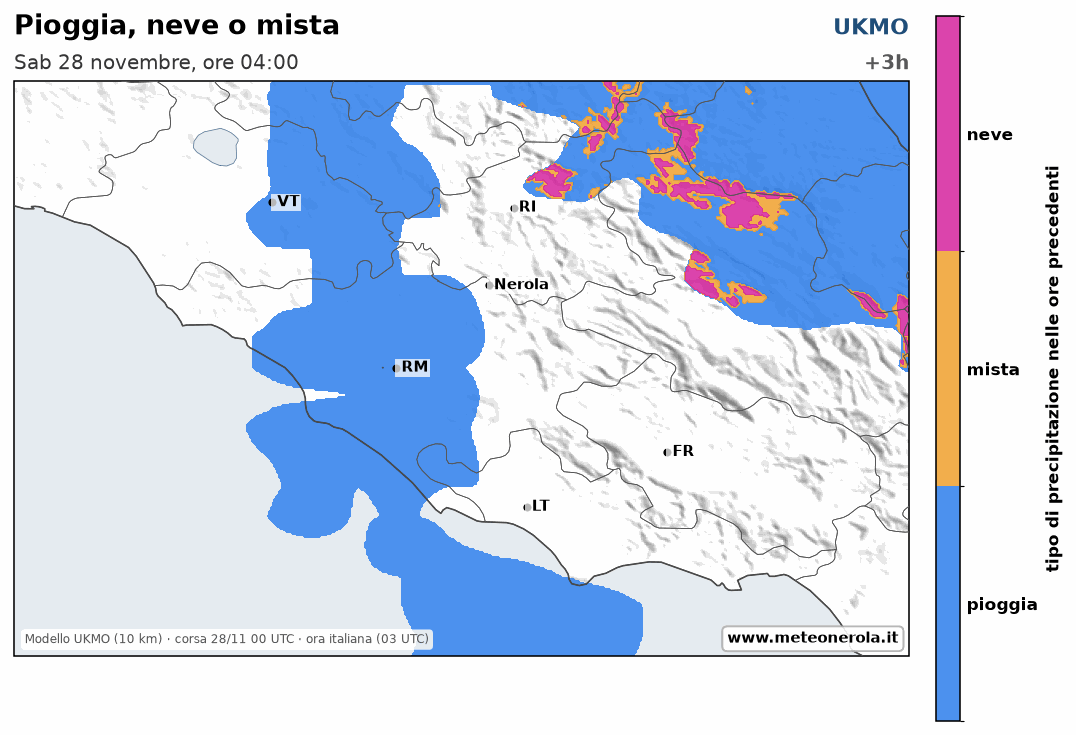 Pioggia, neve o mista
UKMO
Sab 28 novembre, ore 04:00
+3h
neve
mista
pioggia
tipo di precipitazione nelle ore precedenti
VT
RI
Nerola
RM
FR
LT
Modello UKMO (10 km) · corsa 28/11 00 UTC · ora italiana (03 UTC)
www.meteonerola.it